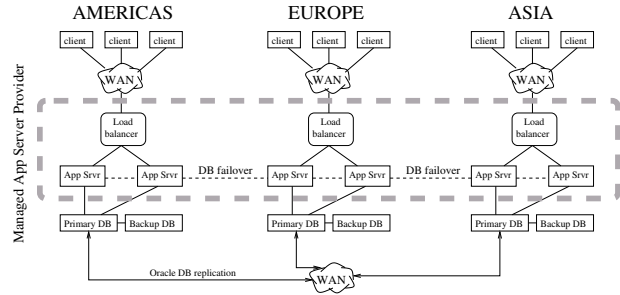 AMERICAS EUROPE ASIA
client client client client client client client client client
WAN WAN WAN
Managed App Server Provider
Load balancer Load balancer Load balancer
App Srvr App Srvr DB failover App Srvr App Srvr DB failover App Srvr App Srvr
Primary DB Backup DB Primary DB Backup DB Primary DB Backup DB
Oracle DB replication WAN